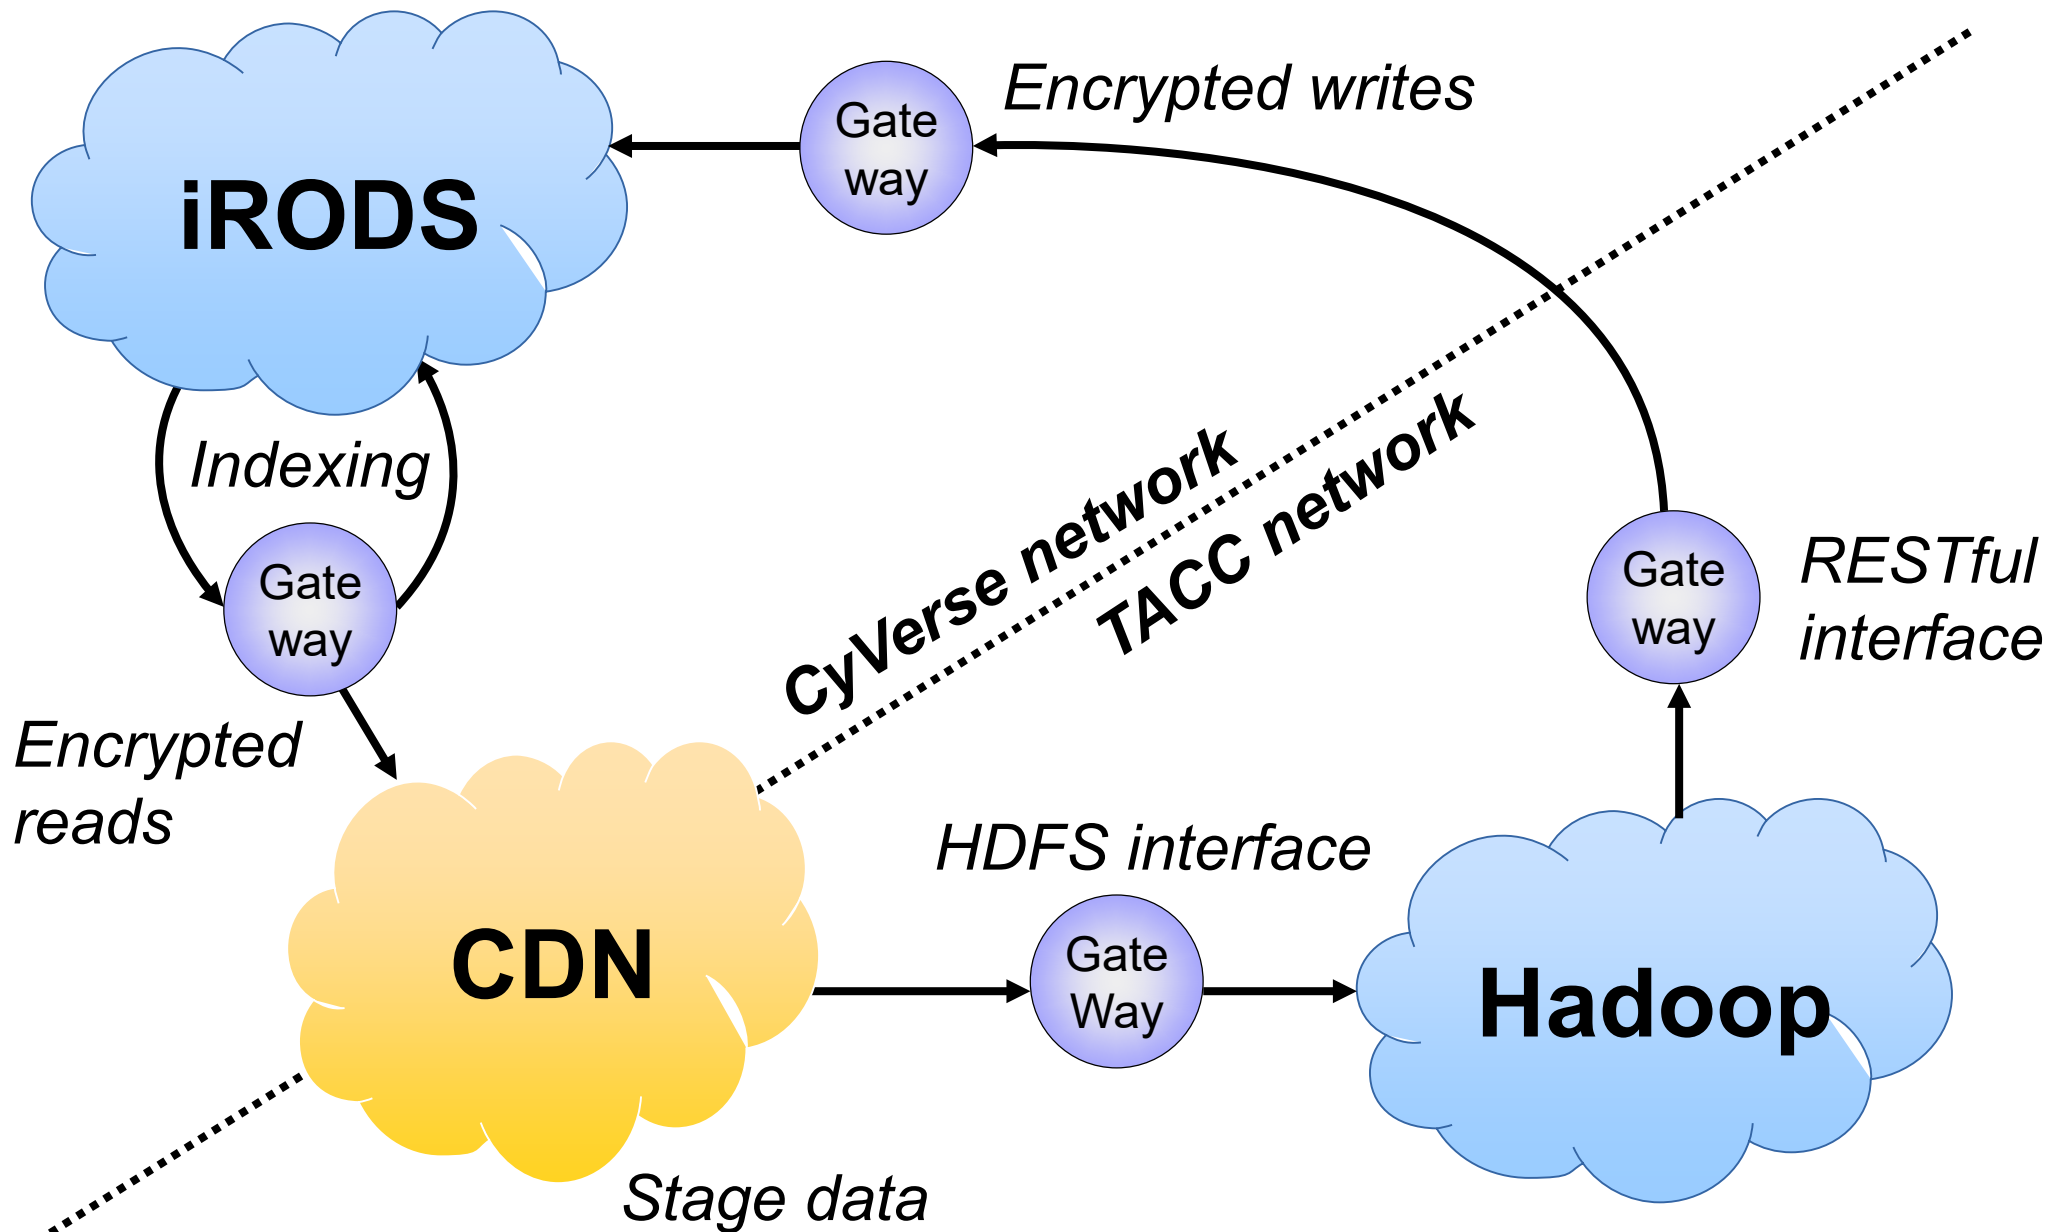 Encrypted writes
Gate
way
iRODS
Indexing
Gate
way
CyVerse network
TACC network
Gate
way
RESTful
interface
Encrypted
reads
HDFS interface
CDN
Gate
Way
Hadoop
Stage data